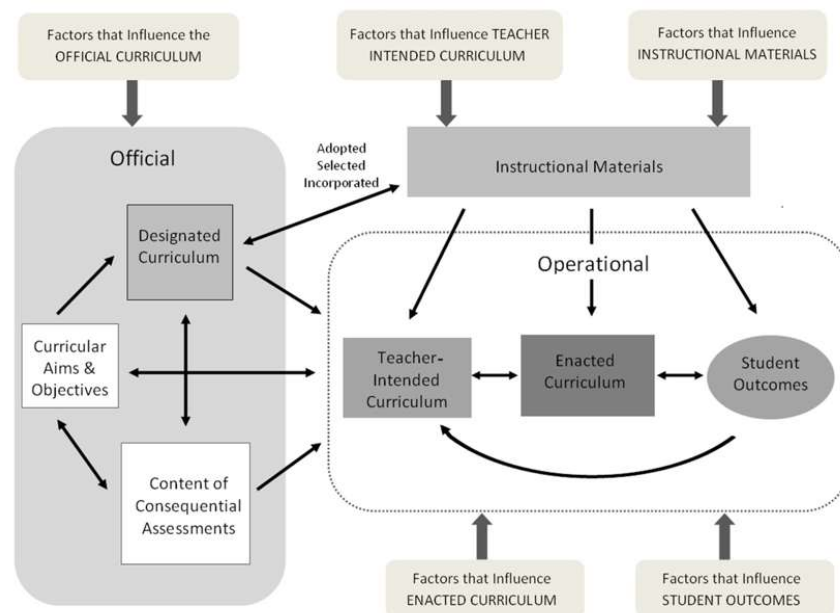 Factors that Influence the
OFFICIAL CURRICULUM
Factors that Influence TEACHER
INTENDED CURRICULUM
Factors that Influence
INSTRUCTIONAL MATERIALS
Official
Adopted
Selected
Incorporated
Instructional Materials
Designated
Curriculum
Operational
Curricular
Aims &
Objectives
Teacher-
Intended
Curriculum
Enacted
Curriculum
Student
Outcomes
Content of
Consequential
Assessments
Factors that Influence
ENACTED CURRICULUM
Factors that Influence
STUDENT OUTCOMES